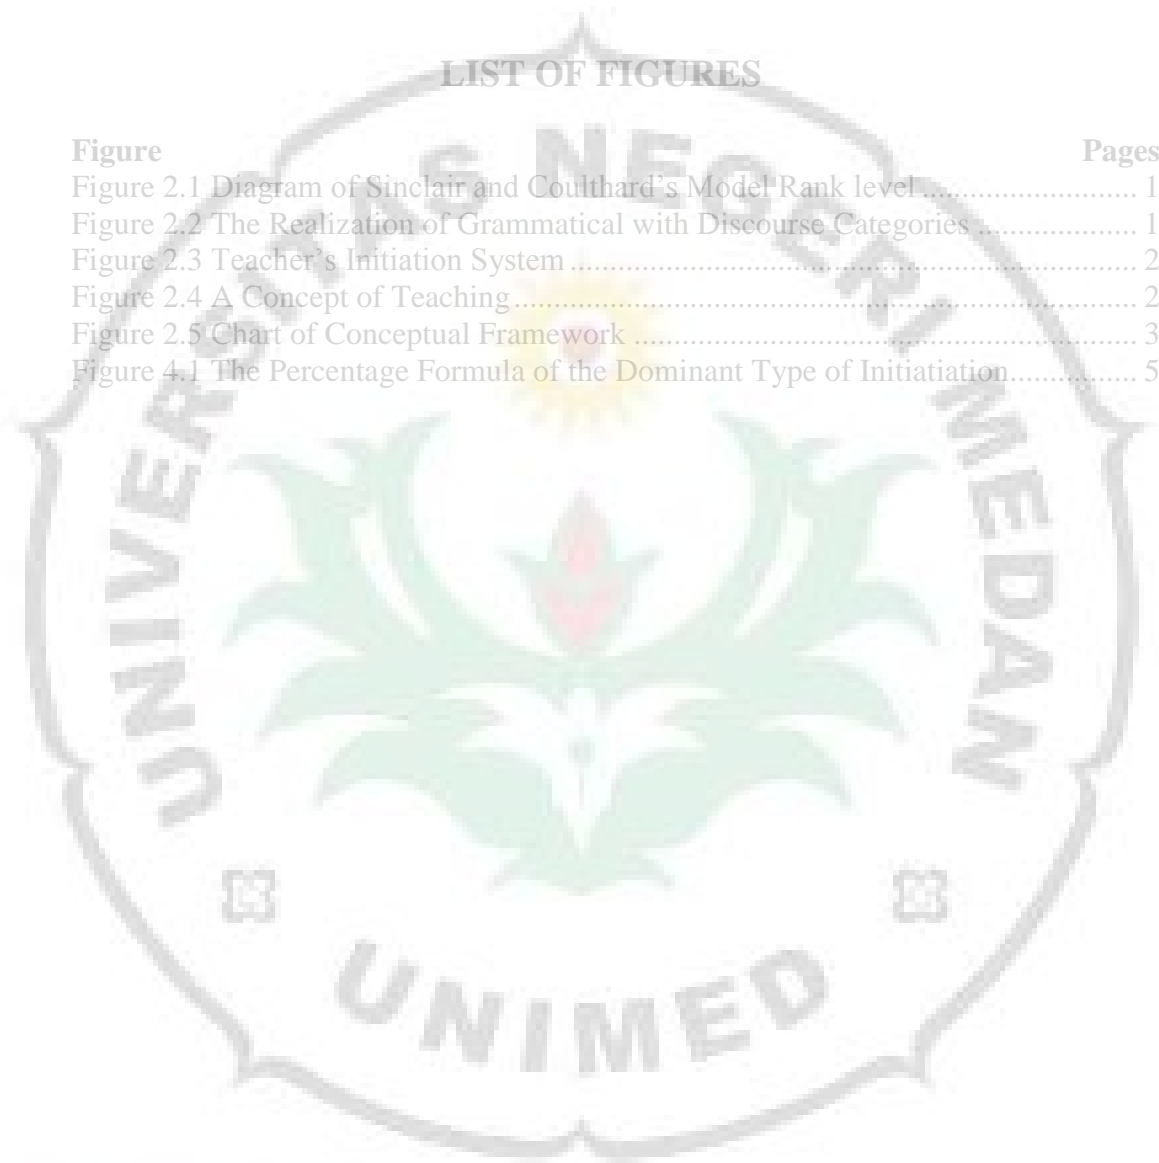 LIST OF FIGURES
Figure Pages
Figure 2.1 Diagram of Sinclair and Coulthard’s Model Rank level ........................ 1
Figure 2.2 The Realization of Grammatical with Discourse Categories .................. 1
Figure 2.3 Teacher’s Initiation System ............................................................. 2
Figure 2.4 A Concept of Teaching.................................................................... 2
Figure 2.5 Chart of Conceptual Framework ...................................................... 3
Figure 4.1 The Percentage Formula of the Dominant Type of Initiatiation.............. 5
UNIVERSITAS NEGERI MEDAN
UNIMED